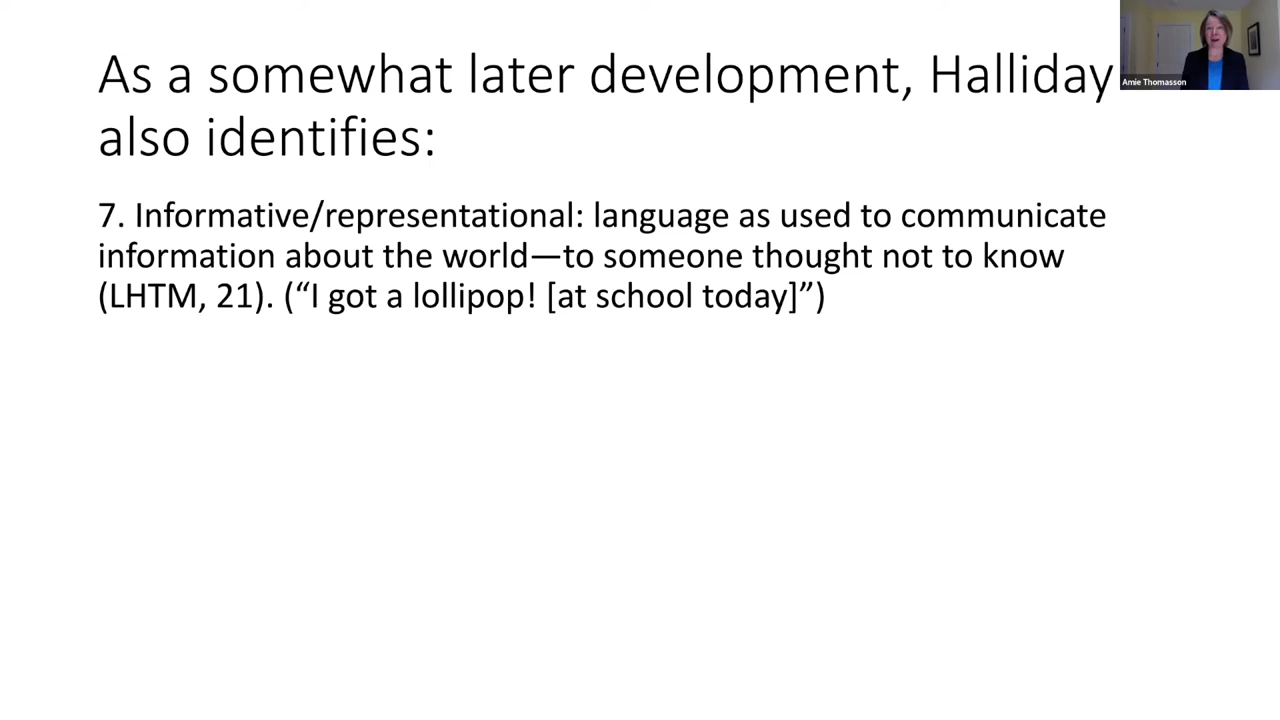 As a somewhat later development, Halliday
also identifies:
7. Informative/representational: language as used to communicate
information about the world—to someone thought not to know
(LHTM, 21). (“I got a lollipop! [at school today]”)
Amie Thomasson